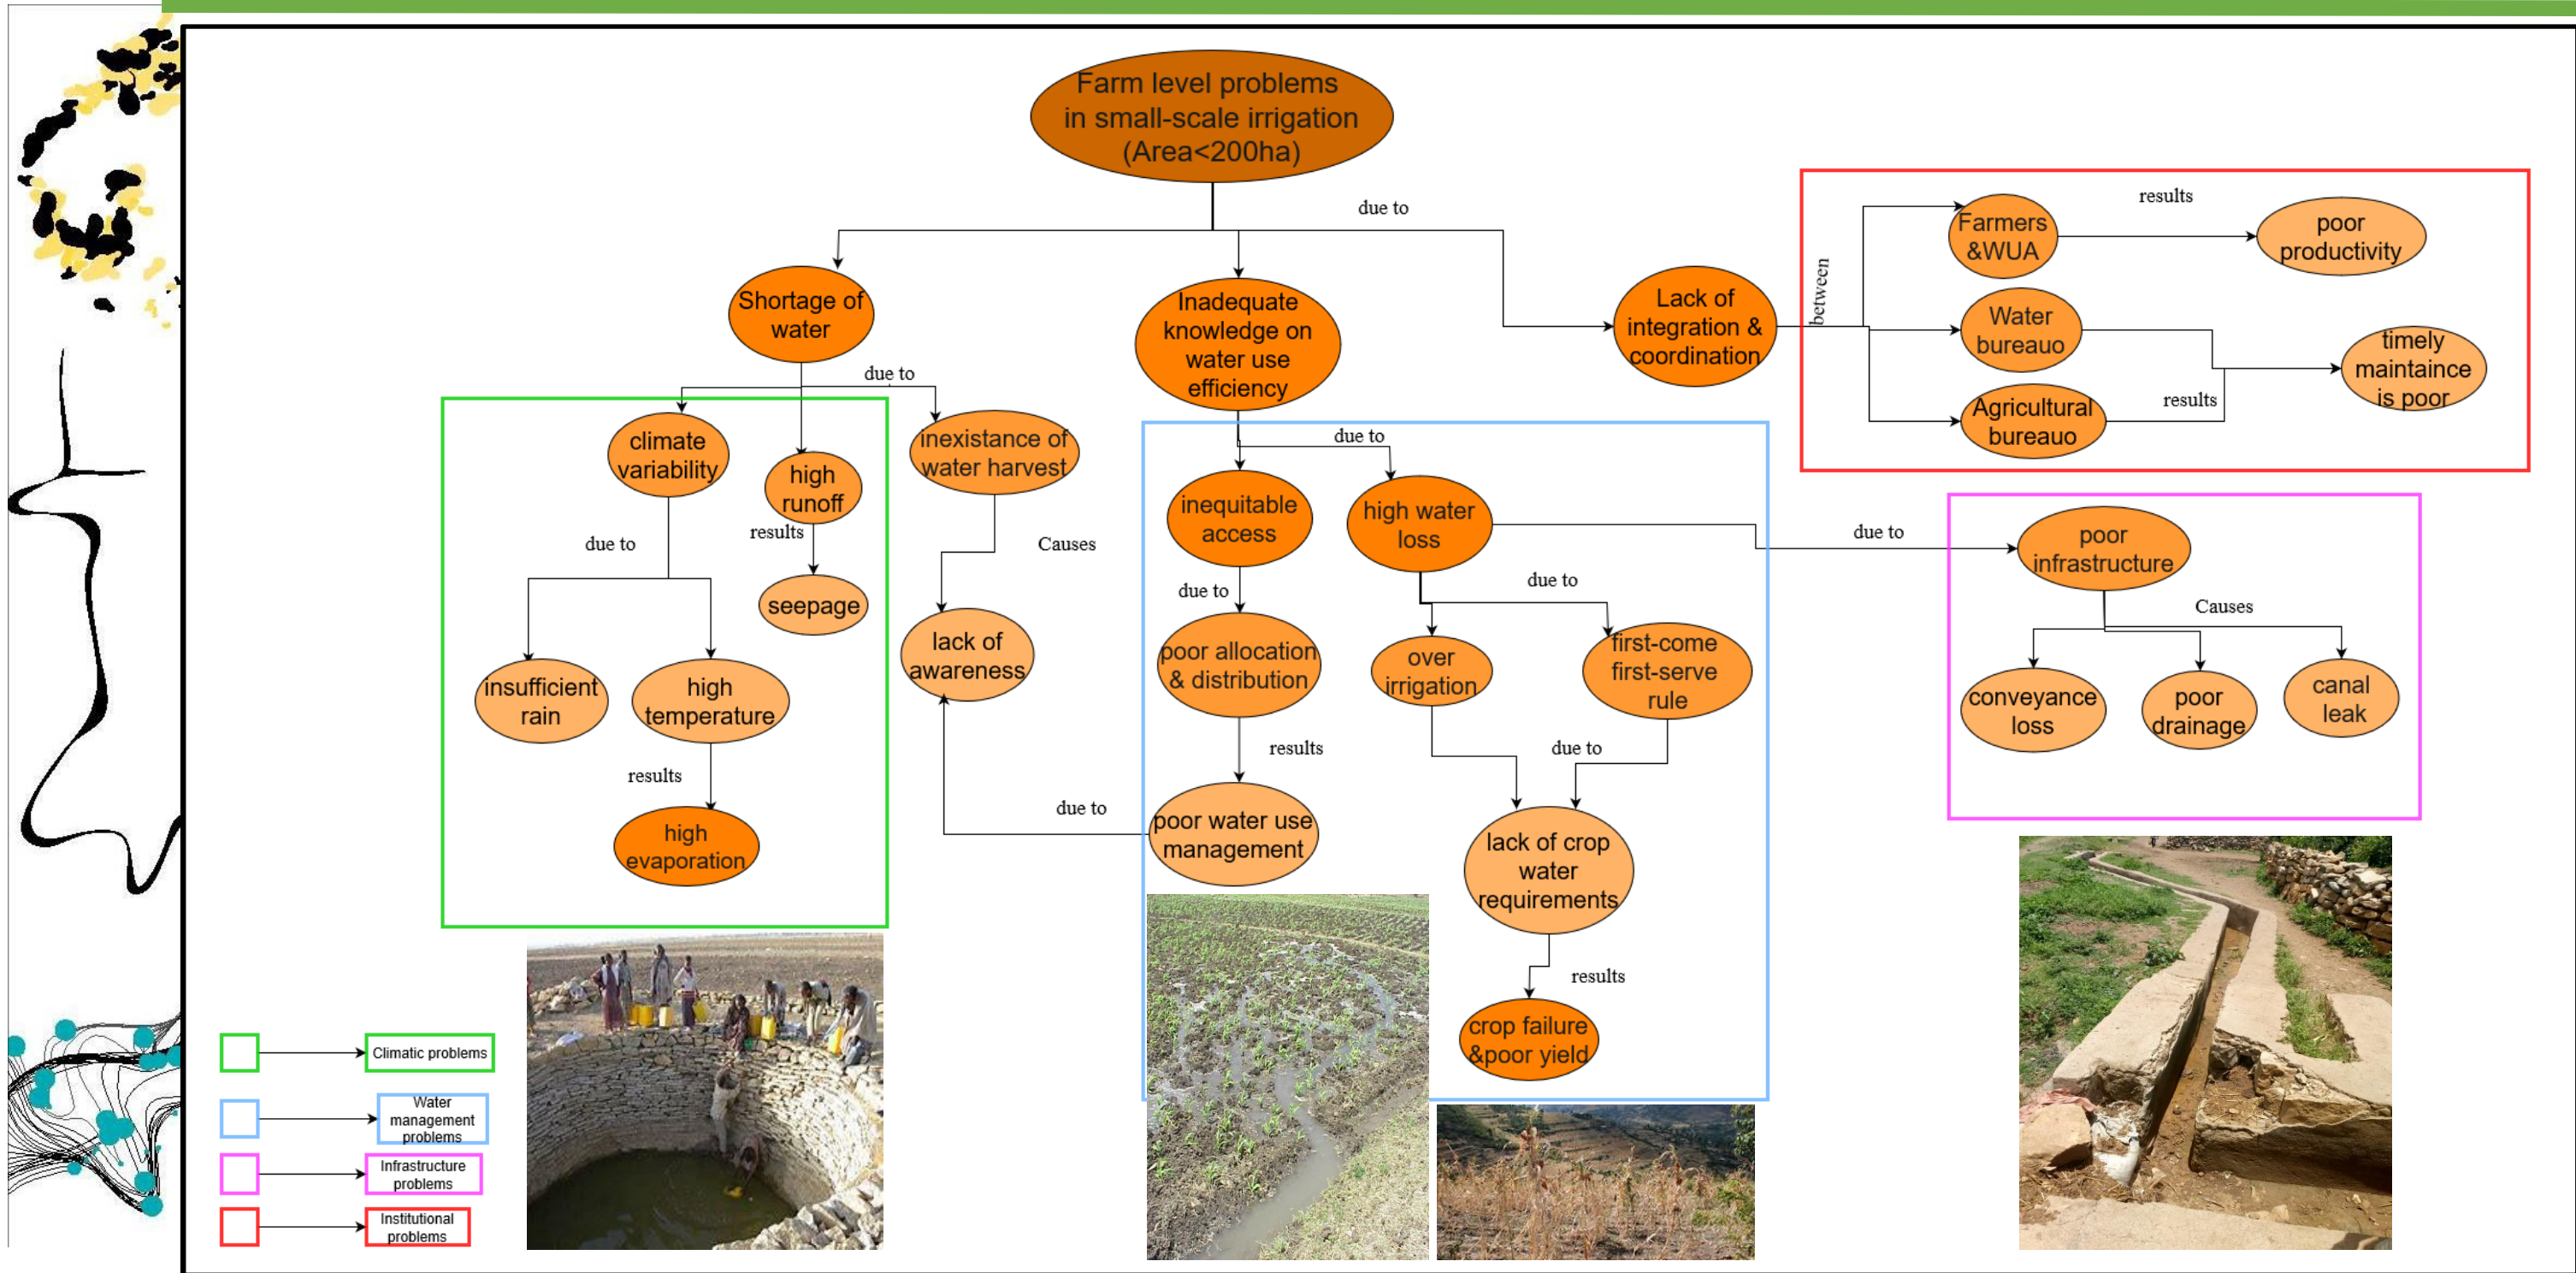 Farm level problems
in small-scale irrigation
(Area<200ha)
due to
Shortage of
water
Inadequate
knowledge on
water use
efficiency
Lack of
integration &
coordination
between
Farmers
&WUA
results
poor
productivity
Water
bureauo
Agricultural
bureauo
results
timely
maintaince
is poor
due to
climate
variability
high
runoff
inexistance of
water harvest
due to
results
seepage
Causes
insufficient
rain
high
temperature
lack of
awareness
results
high
evaporation
due to
inequitable
access
high water
loss
due to
due to
due to
poor allocation
& distribution
over
irrigation
first-come
first-serve
rule
results
due to
due to
poor water use
management
lack of crop
water
requirements
results
crop failure
&poor yield
poor
infrastructure
Causes
conveyance
loss
poor
drainage
canal
leak
Climatic problems
Water
management
problems
Infrastructure
problems
Institutional
problems